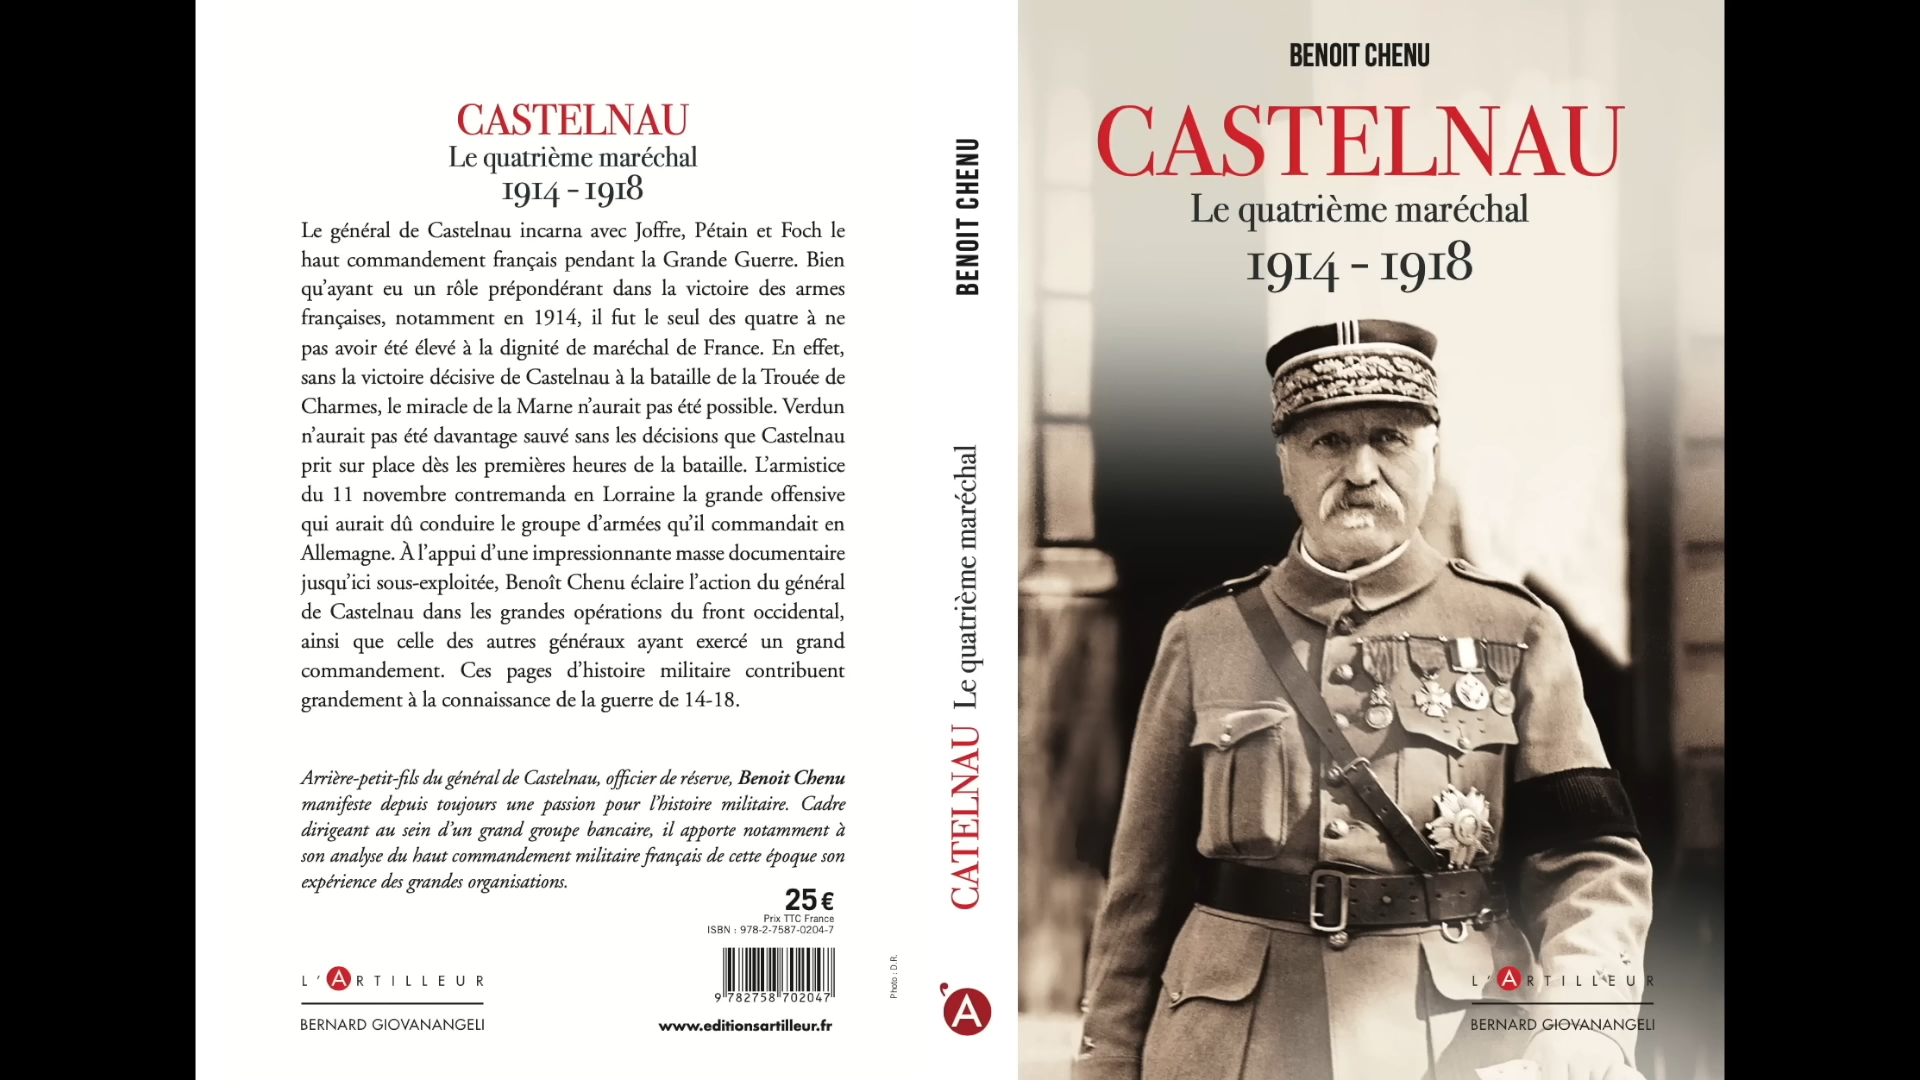 CASTELNAU
Le quatrième maréchal
1914 - 1918
Le général de Castelnau incarna avec Joffre, Pétain et Foch le
haut commandement français pendant la Grande Guerre. Bien
qu'ayant eu un rôle prépondérant dans la victoire des armes
françaises, notamment en 1914, il fut le seul des quatre à ne
pas avoir été élevé à la dignité de maréchal de France. En effet,
sans la victoire décisive de Castelnau à la bataille de la Trouée de
Charmes, le miracle de la Marne n'aurait pas été possible. Verdun
n'aurait pas été davantage sauvé sans les décisions que Castelnau
prit sur place dès les premières heures de la bataille. L'armistice
du 11 novembre contremanda en Lorraine la grande offensive
qui aurait dû conduire le groupe d'armées qu'il commandait en
Allemagne. À l'appui d'une impressionnante masse documentaire
jusqu'ici sous-exploitée, Benoît Chenu éclaire l'action du général
de Castelnau dans les grandes opérations du front occidental,
ainsi que celle des autres généraux ayant exercé un grand
commandement. Ces pages d'histoire militaire contribuent
grandement à la connaissance de la guerre de 14-18.
Arrière-petit-fils du général de Castelnau, officier de réserve, Benoit Chenu
manifeste depuis toujours une passion pour l'histoire militaire. Cadre
dirigeant au sein d'un grand groupe bancaire, il apporte notamment à
son analyse du haut commandement militaire français de cette époque son
expérience des grandes organisations.
25 €
Prix TTC France
ISBN : 978-2-7587-0204-7
9 782758 702047
L'ARTILLEUR
BERNARD GIOVANANGELI
www.editionsartilleur.fr
Photo : D.R.
BENOIT CHENU
CATELNAU Le quatrième maréchal
'A
BENOIT CHENU
CASTELNAU
Le quatrième maréchal
1914 - 1918
L'ARTILLEUR
BERNARD GIOVANANGELI